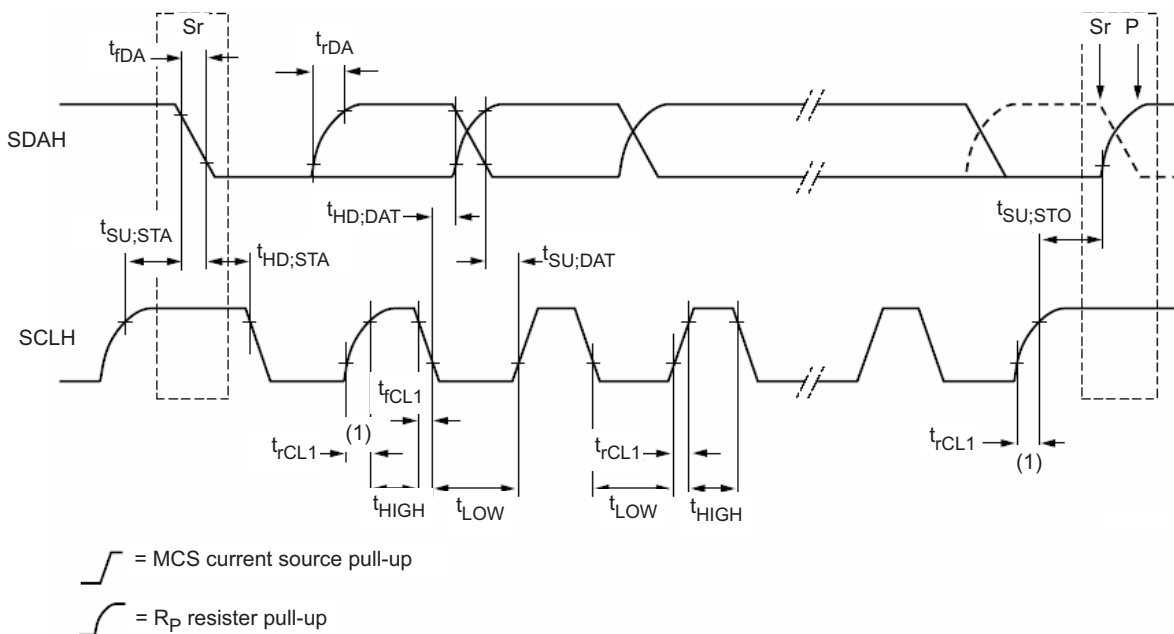 Sr
Sr P
tfDA
trDA
SDAH
tHD;DAT
tSU;STO
tSU;STA
tHD;STA
tSU;DAT
SCLH
tfCL1
(1)
trCL1
trCL1
trCL1
(1)
tHIGH
tLOW
tLOW
tHIGH
= MCS current source pull-up
= RP resister pull-up